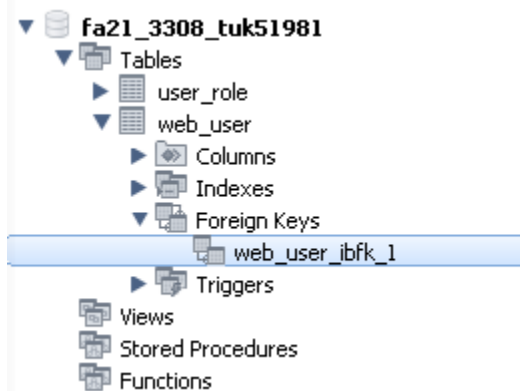 fa21_3308_tuk51981
Tables
user_role
web_user
Columns
Indexes
Foreign Keys
web_user_ibfk_1
Triggers
Views
Stored Procedures
Functions